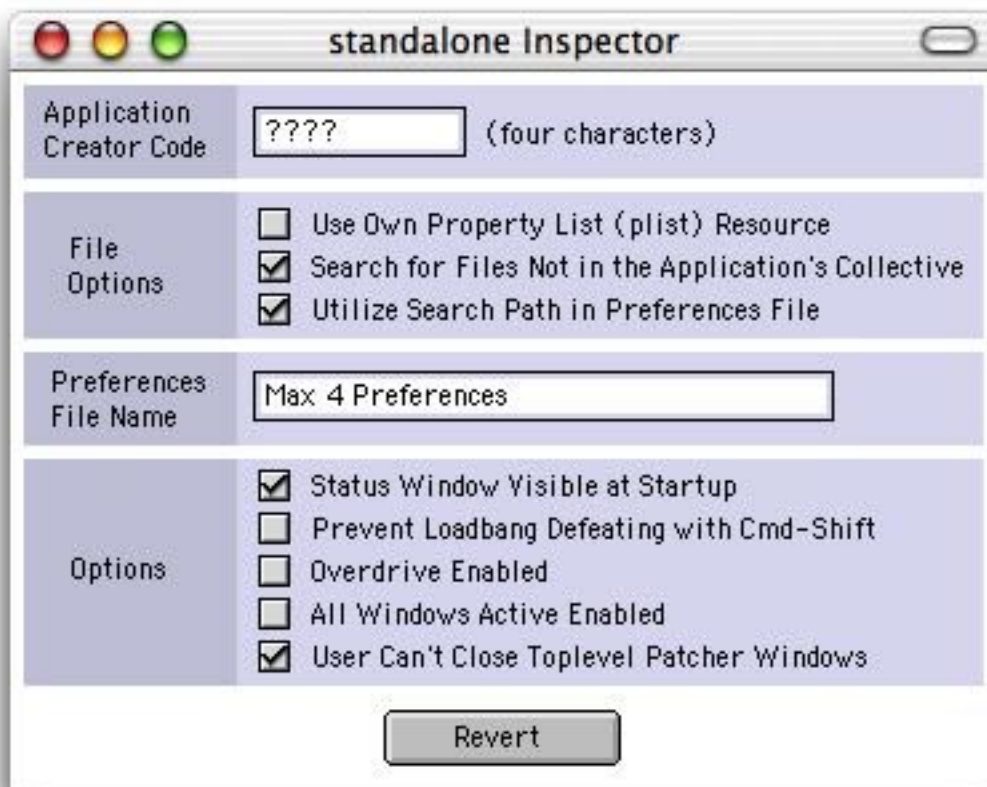 standalone Inspector
Application
Creator Code
???? (four characters)
File
Options
Use Own Property List (plist) Resource
Search for Files Not in the Application's Collective
Utilize Search Path in Preferences File
Preferences
File Name
Max 4 Preferences
Options
Status Window Visible at Startup
Prevent Loadbang Defeating with Cmd-Shift
Overdrive Enabled
All Windows Active Enabled
User Can't Close Toplevel Patcher Windows
Revert